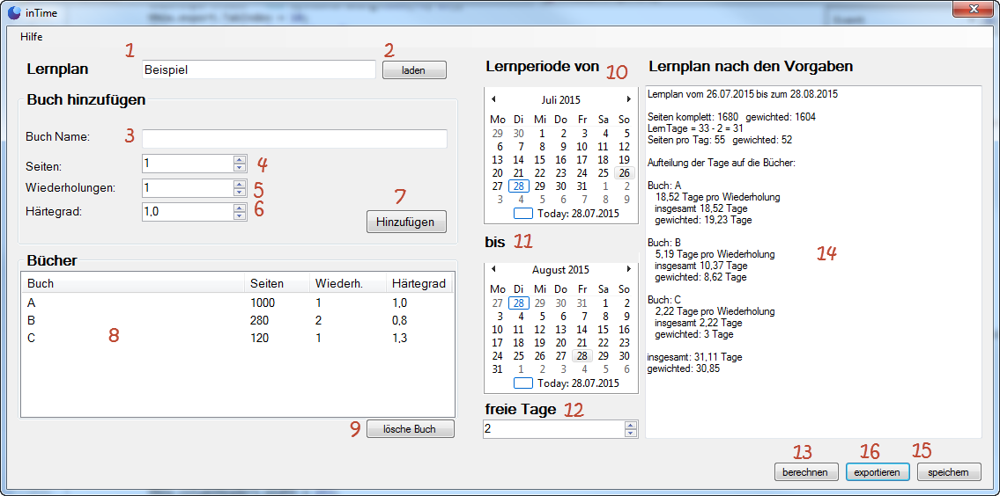 inTime
Hilfe
1
2
Lernplan
Beispiel
laden
Buch hinzufügen
3
Buch Name:
Seiten:
1
4
Wiederholungen:
1
5
Härtegrad:
1,0
6
7
Hinzufügen
Bücher
Buch Seiten Wiederh. Härtegrad
A 1000 1 1,0
B 280 2 0,8
C 120 1 1,3
8
9
lösche Buch
Lernperiode von
10
Juli 2015
Mo Di Mi Do Fr Sa So
29 30 1 2 3 4 5
6 7 8 9 10 11 12
13 14 15 16 17 18 19
20 21 22 23 24 25 26
27 28 29 30 31 1 2
3 4 5 6 7 8 9
Today: 28.07.2015
bis
11
August 2015
Mo Di Mi Do Fr Sa So
27 28 29 30 31 1 2
3 4 5 6 7 8 9
10 11 12 13 14 15 16
17 18 19 20 21 22 23
24 25 26 27 28 29 30
31 1 2 3 4 5 6
Today: 28.07.2015
freie Tage
12
2
Lernplan nach den Vorgaben
Lernplan vom 26.07.2015 bis zum 28.08.2015
Seiten komplett: 1680 gewichted: 1604
LernTage = 33 - 2 = 31
Seiten pro Tag: 55 gewichted: 52
Aufteilung der Tage auf die Bücher:
Buch: A
18,52 Tage pro Wiederholung
insgesamt 18,52 Tage
gewichted: 19,23 Tage
Buch: B
5,19 Tage pro Wiederholung
insgesamt 10,37 Tage
gewichted: 8,62 Tage
14
Buch: C
2,22 Tage pro Wiederholung
insgesamt 2,22 Tage
gewichted: 3 Tage
insgesamt: 31,11 Tage
gewichted: 30,85
13
16
15
berechnen
exportieren
speichern